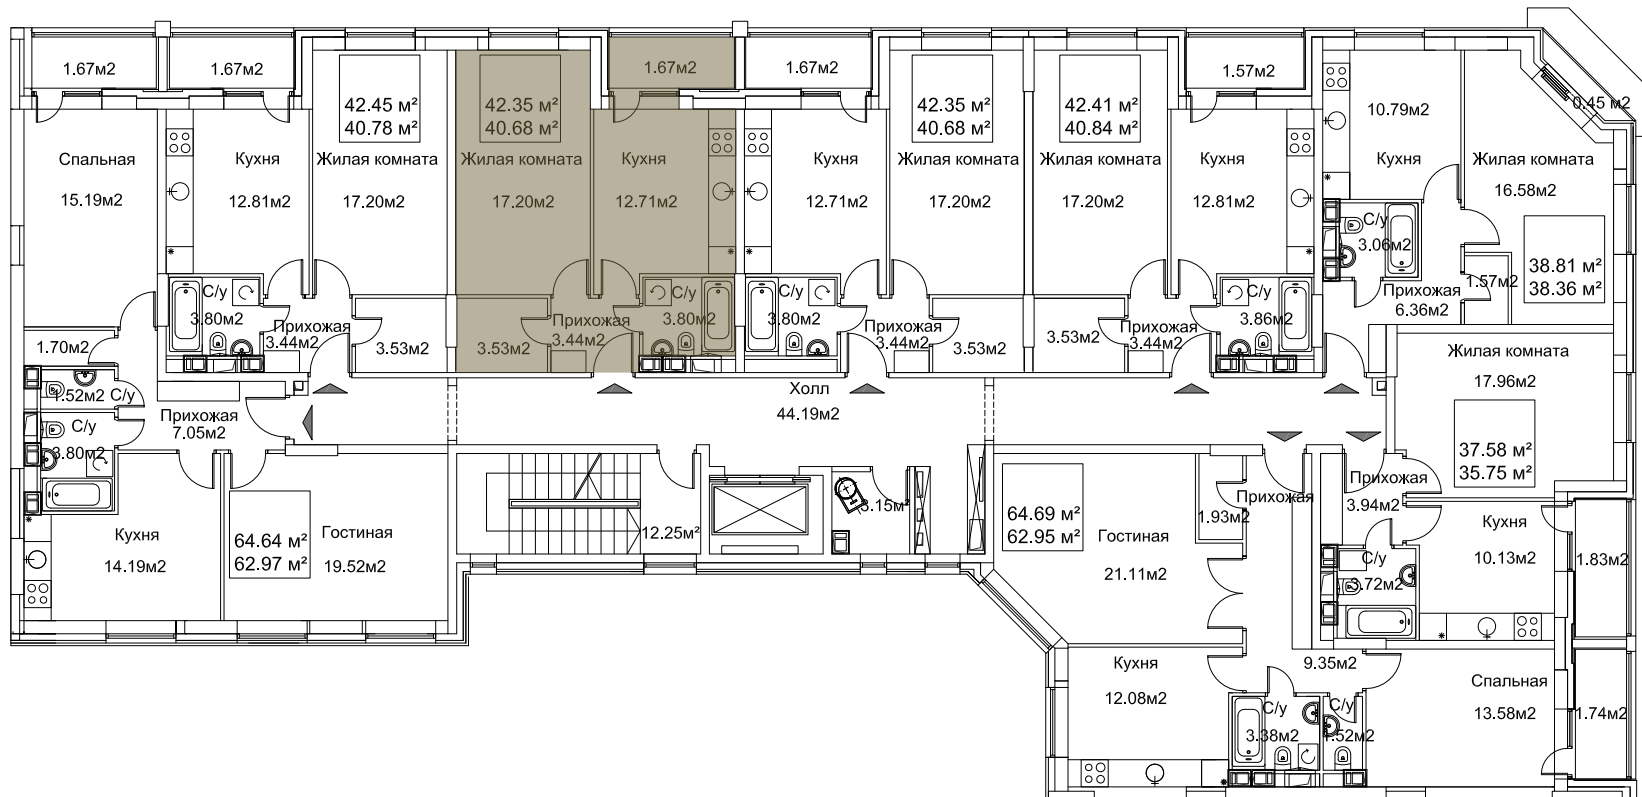 1.67м2
1.67м2
42.45 м²
40.78 м²
42.35 м²
40.68 м²
1.67м2
1.67м2
42.35 м²
40.68 м²
42.41 м²
40.84 м²
1.57м2
10.79м2
0.45 м2
Спальная
15.19м2
Кухня
12.81м2
Жилая комната
17.20м2
Жилая комната
17.20м2
Кухня
12.71м2
Кухня
12.71м2
Жилая комната
17.20м2
Жилая комната
17.20м2
Кухня
12.81м2
Кухня
Жилая комната
16.58м2
С/у
3.06м2
38.81 м²
38.36 м²
1.57м2
Прихожая
6.36м2
С/у
3.80м2
Прихожая
3.44м2
3.53м2
3.53м2
Прихожая
3.44м2
С/у
3.80м2
С/у
3.80м2
Прихожая
3.44м2
3.53м2
3.53м2
Прихожая
3.44м2
С/у
3.86м2
1.70м2
1.52м2
С/у
С/у
3.80м2
Прихожая
7.05м2
Холл
44.19м2
Жилая комната
17.96м2
37.58 м²
35.75 м²
Кухня
14.19м2
64.64 м²
62.97 м²
Гостиная
19.52м2
12.25м²
3.15м²
64.69 м²
62.95 м²
Гостиная
21.11м2
1.93м2
Прихожая
Прихожая
3.94м2
Кухня
10.13м2
С/у
3.72м2
1.83м2
Кухня
12.08м2
9.35м2
С/у
3.38м2
С/у
1.52м2
Спальная
13.58м2
1.74м2